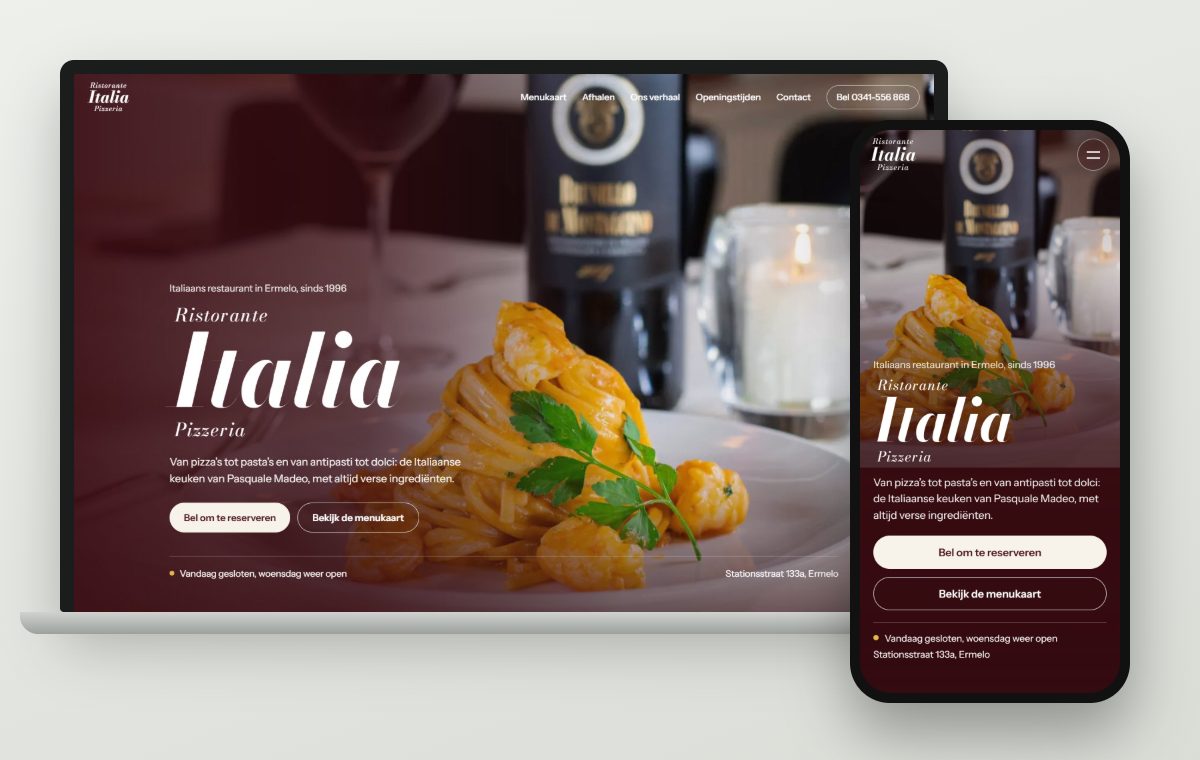 Ristorante
Italia
Pizzeria
Menukaart Afhalen Ons verhaal Openingstijden Contact Bel 0341-556 868
Italiaans restaurant in Ermelo, sinds 1996
Ristorante
Italia
Pizzeria
Van pizza's tot pasta's en van antipasti tot dolci: de Italiaanse
keuken van Pasquale Madeo, met altijd verse ingrediënten.
Bel om te reserveren Bekijk de menukaart
Vandaag gesloten, woensdag weer open
Stationsstraat 133a, Ermelo
Ristorante
Italia
Pizzeria
Italiaans restaurant in Ermelo, sinds 1996
Ristorante
Italia
Pizzeria
Van pizza's tot pasta's en van antipasti tot dolci:
de Italiaanse keuken van Pasquale Madeo, met
altijd verse ingrediënten.
Bel om te reserveren
Bekijk de menukaart
Vandaag gesloten, woensdag weer open
Stationsstraat 133a, Ermelo